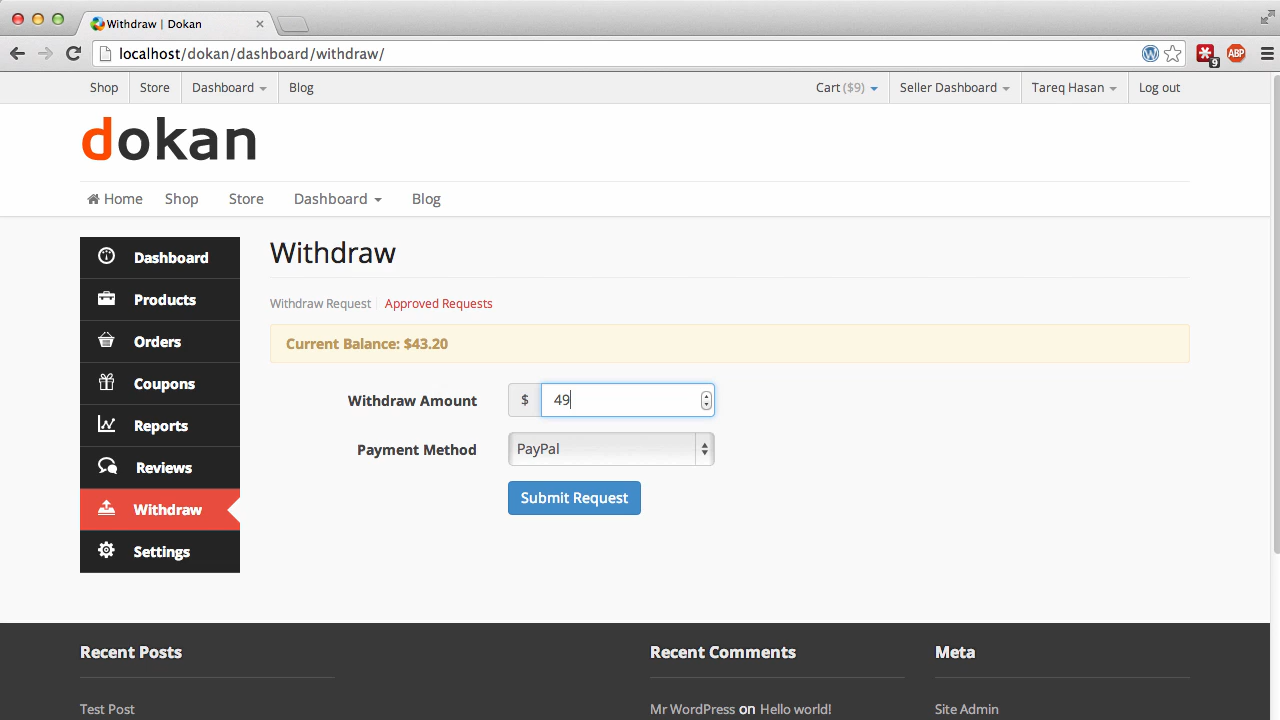 Withdraw | Dokan
localhost/dokan/dashboard/withdraw/
9
ABP
Shop Store Dashboard Blog Cart ($9) Seller Dashboard Tareq Hasan Log out
dokan
Home Shop Store Dashboard Blog
Dashboard
Products
Orders
Coupons
Reports
Reviews
Withdraw
Settings
Withdraw
Withdraw Request Approved Requests
Current Balance: $43.20
Withdraw Amount $ 49
Payment Method PayPal
Submit Request
Recent Posts
Test Post
Recent Comments
Mr WordPress on Hello world!
Meta
Site Admin